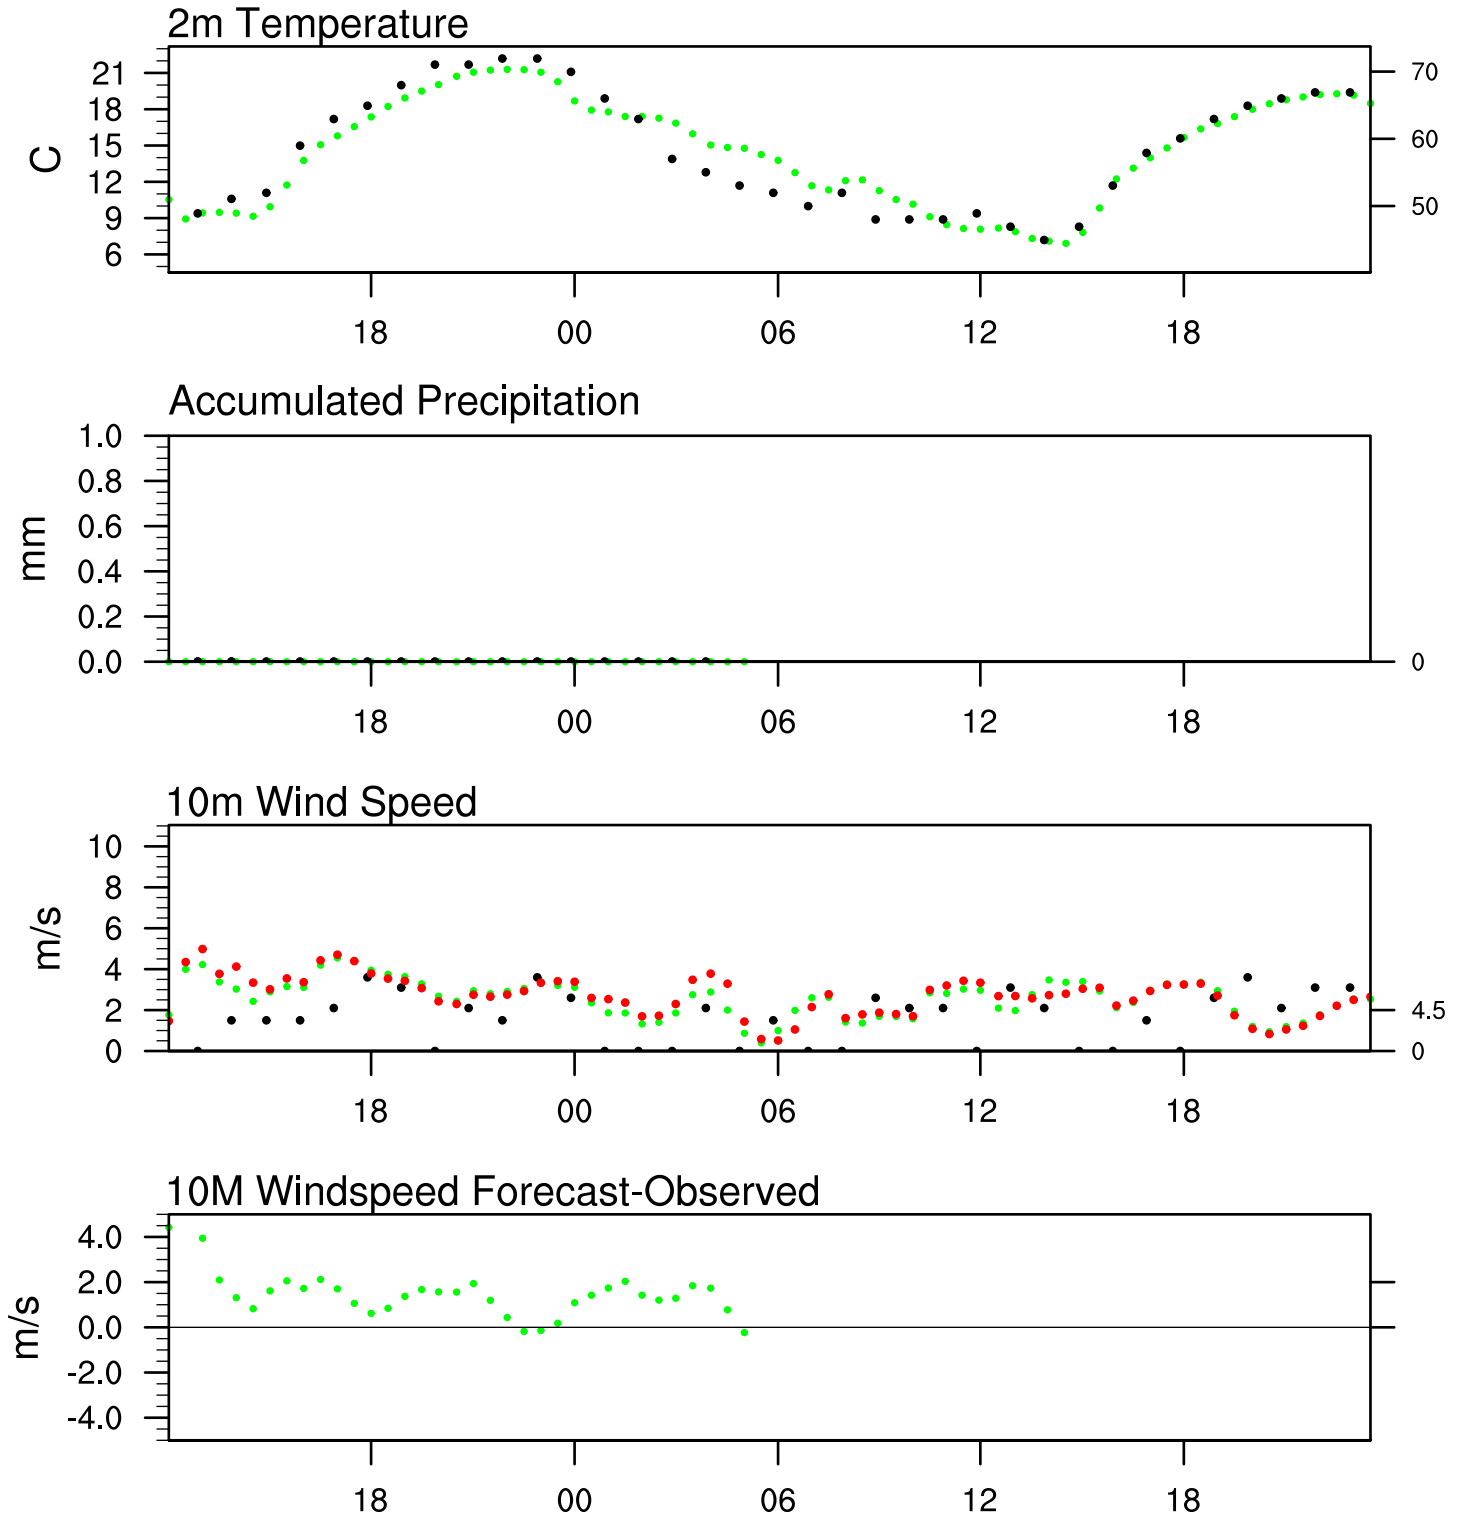 2m Temperature
21 70
18
15 60
C
12
9 50
6
18 00 06 12 18
Accumulated Precipitation
1.0
0.8
0.6
mm
0.4
0.2
0.0 0
18 00 06 12 18
10m Wind Speed
10
8
6
m/s
4
2 4.5
0 0
18 00 06 12 18
10M Windspeed Forecast-Observed
4.0
2.0
0.0
m/s
-2.0
-4.0
18 00 06 12 18